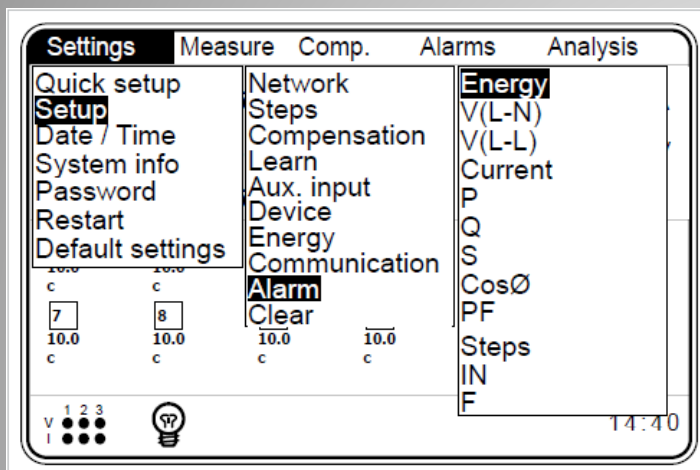 Settings Measure Comp. Alarms Analysis
Quick setup
Setup
Date / Time
System info
Password
Restart
Default settings
Network
Steps
Compensation
Learn
Aux. input
Device
Energy
Communication
Alarm
Clear
Energy
V(L-N)
V(L-L)
Current
P
Q
S
CosØ
PF
Steps
IN
F
c c
7 8
10.0 10.0 10.0 10.0
c c c c
1 2 3
V
I
14:40